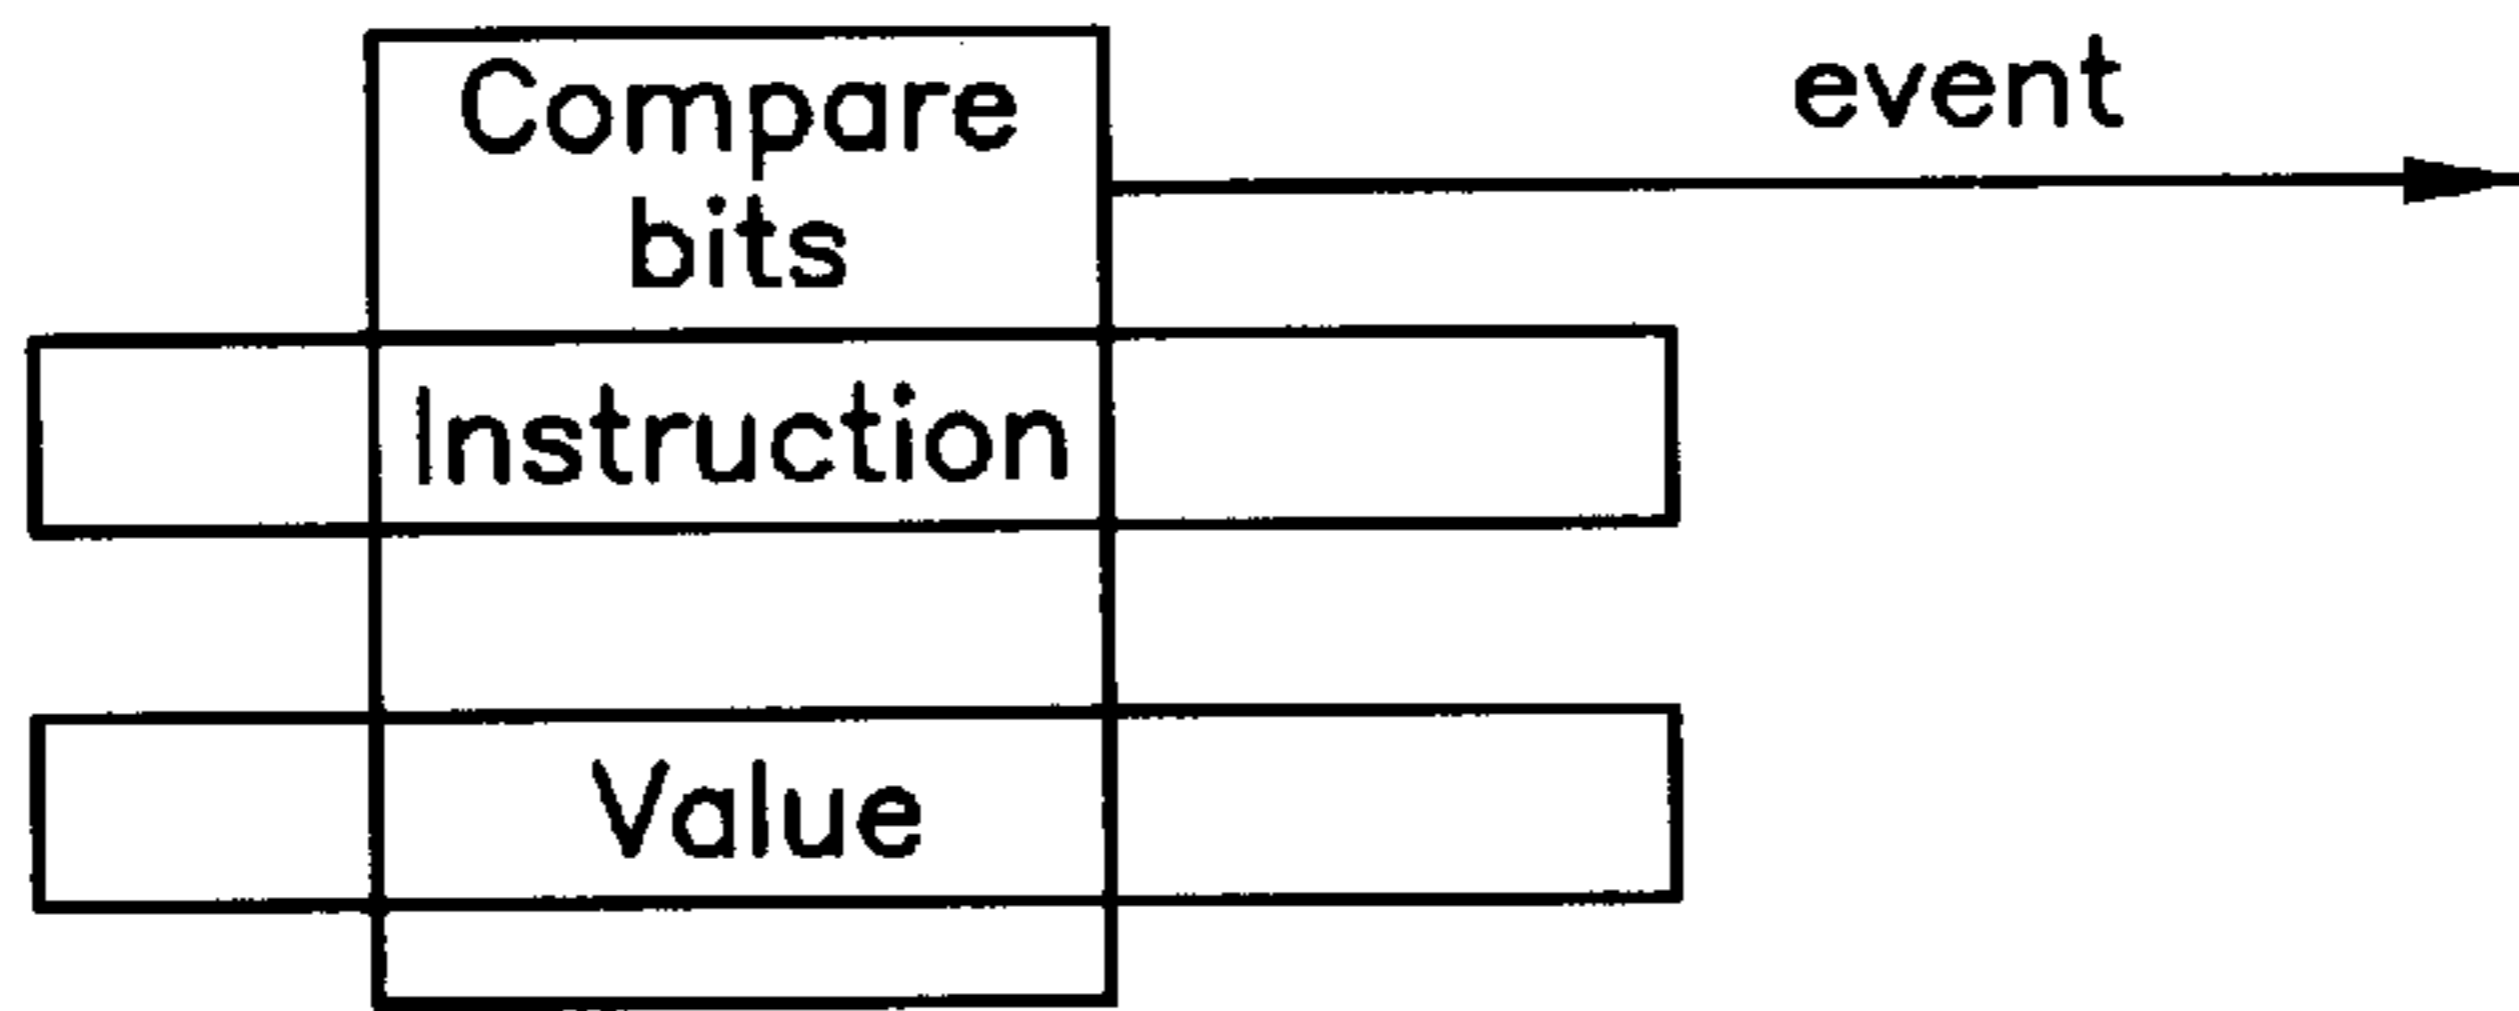 Compare
bits
event
Instruction
Value